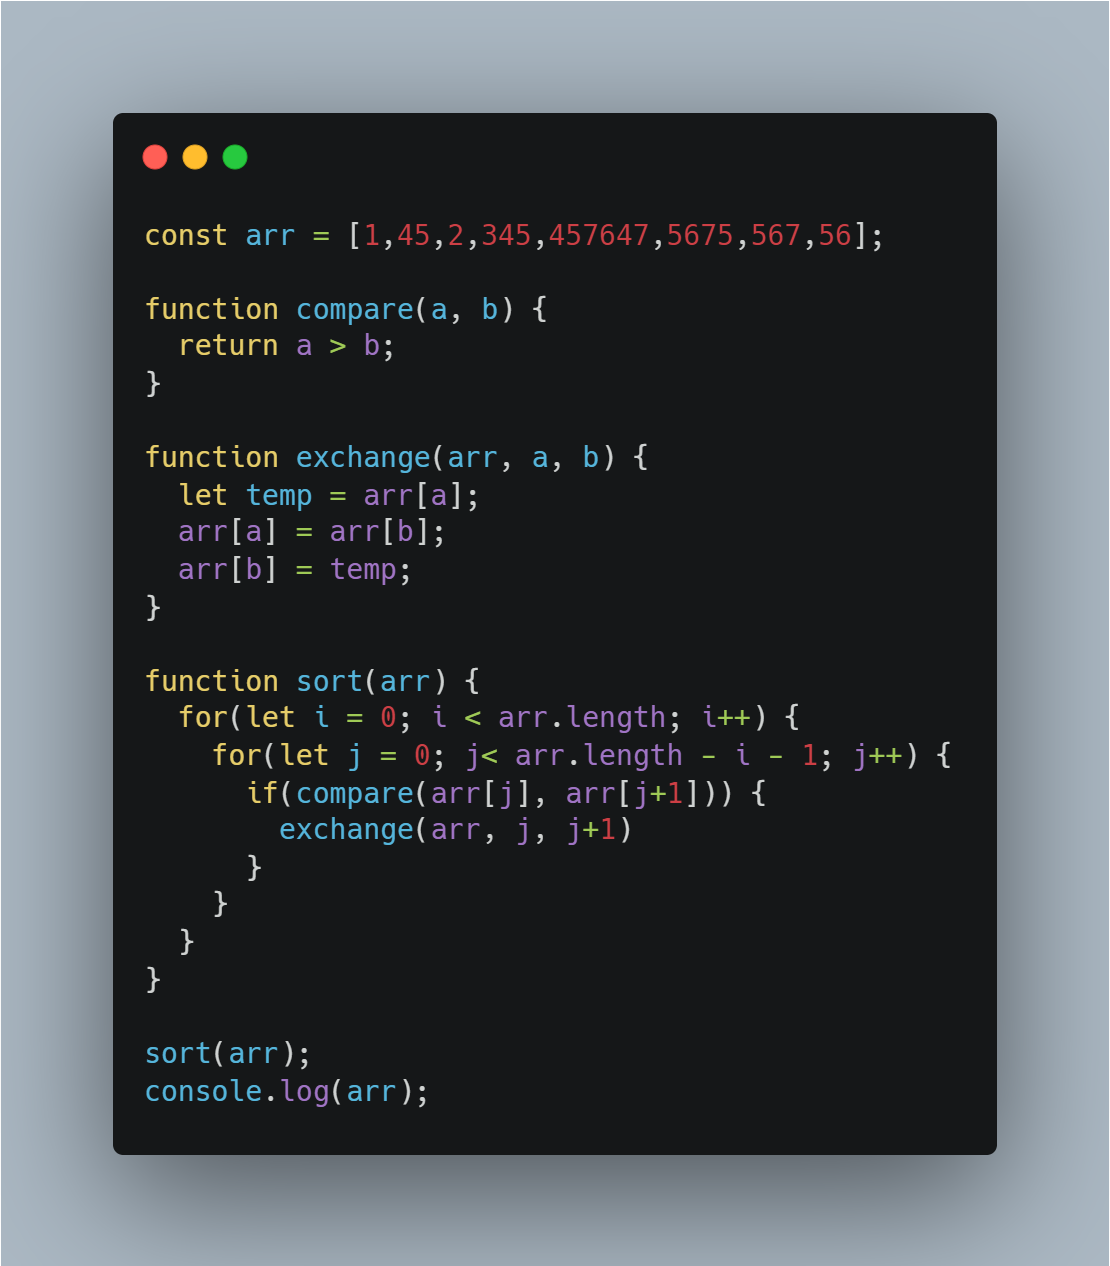 const arr = [1,45,2,345,457647,5675,567,56];

function compare(a, b) {
  return a > b;
}

function exchange(arr, a, b) {
  let temp = arr[a];
  arr[a] = arr[b];
  arr[b] = temp;
}

function sort(arr) {
  for(let i = 0; i < arr.length; i++) {
    for(let j = 0; j< arr.length - i - 1; j++) {
      if(compare(arr[j], arr[j+1])) {
        exchange(arr, j, j+1)
      }
    }
  }
}

sort(arr);
console.log(arr);